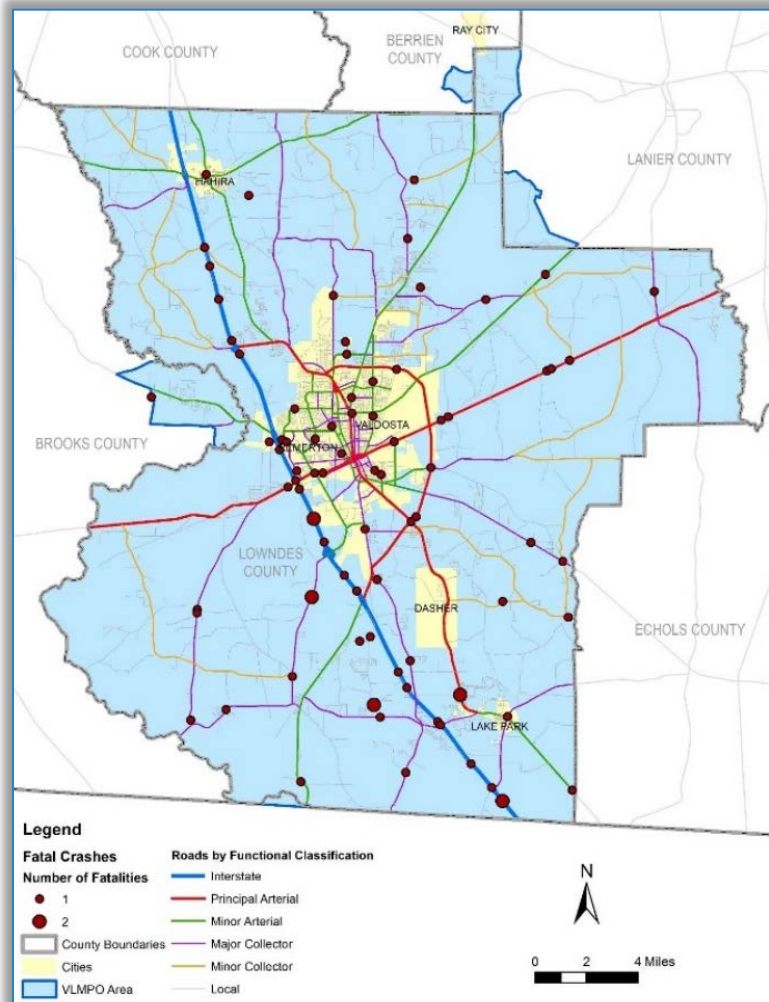 RAY CITY
BERRIEN
COUNTY
COOK COUNTY
LANIER COUNTY
HAHIRA
VALDOSTA
REMERTON
BROOKS COUNTY
LOWNDES
COUNTY
DASHER
ECHOLS COUNTY
LAKE PARK
Legend
Fatal Crashes
Number of Fatalities
1
2
County Boundaries
Cities
VLMPO Area
Roads by Functional Classification
Interstate
Principal Arterial
Minor Arterial
Major Collector
Minor Collector
Local
N
0 2 4 Miles